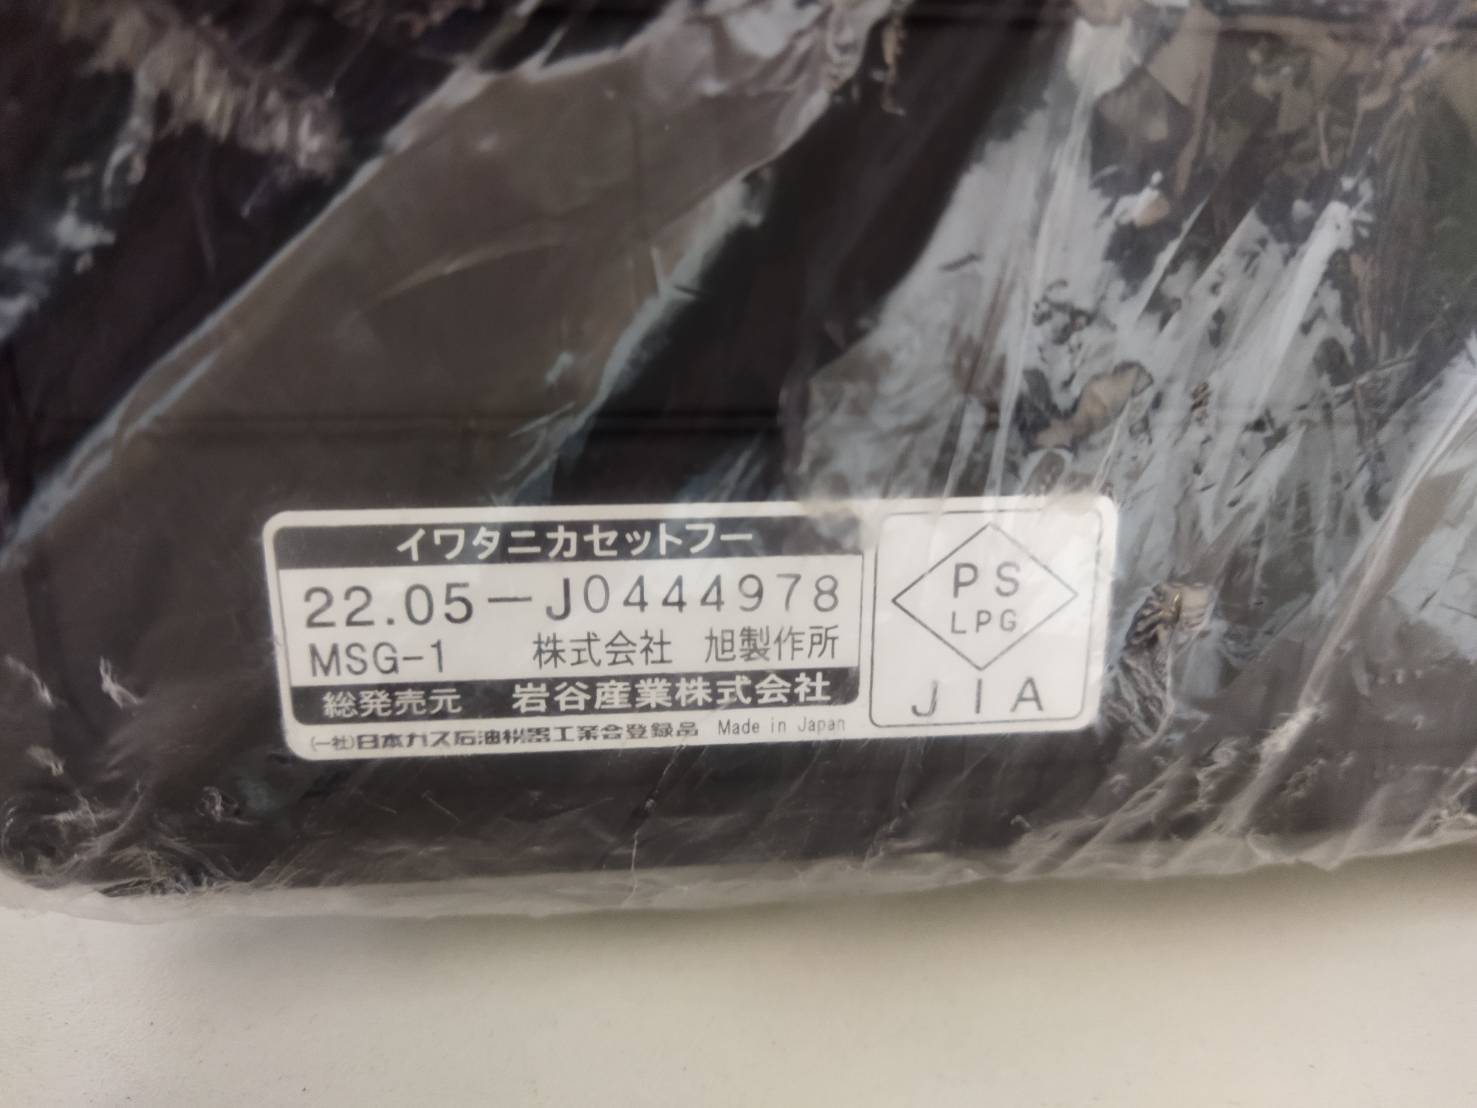 イワタニカセットフー
22.05-J0444978
MSG-1 株式会社 旭製作所
総発売元 岩谷産業株式会社
(一社)日本ガス石油機器工業会登録品 Made in Japan
PS
LPG
JIA